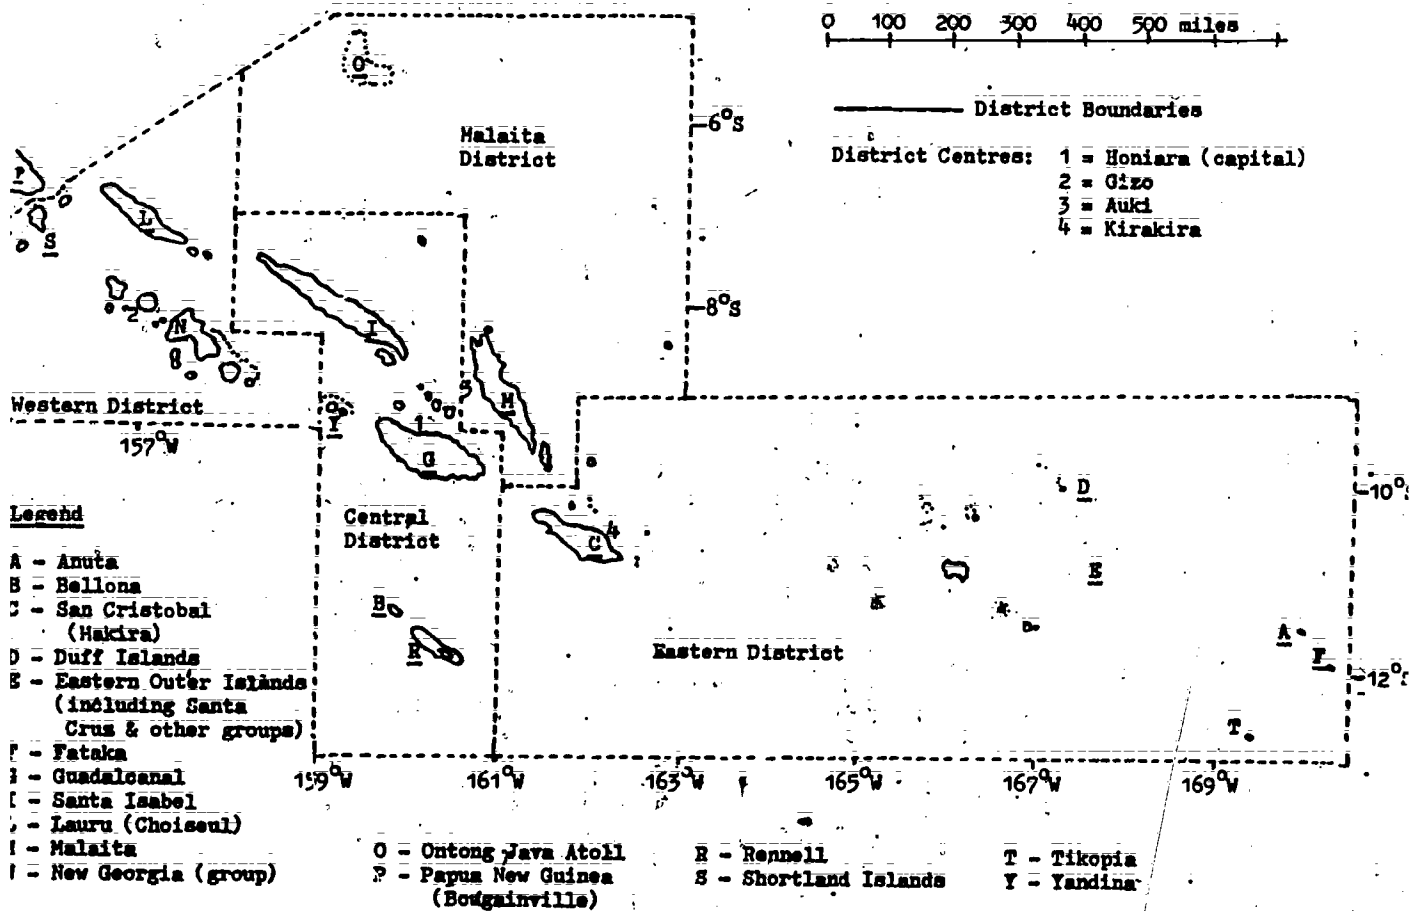 0 100 200 300 400 500 miles
District Boundaries
District Centres: 1 = Honiara (capital)
2 = Gizo
3 = Auki
4 = Kirakira
O
Malaita
District
6°S
P
L
S
8°S
2
N
I
M
Western District
Y
1
G
157°W
10°S
D
Central
District
4
C
E
B
R
Eastern District
A
F
12°S
T
159°W 161°W 163°W 165°W 167°W 169°W
Legend
A - Anuta
B - Bellona
C - San Cristobal
(Makira)
D - Duff Islands
E - Eastern Outer Islands
(including Santa
Cruz & other groups)
F - Fataka
G - Guadalcanal
I - Santa Isabel
L - Lauru (Choiseul)
M - Malaita
N - New Georgia (group)
O - Ontong Java Atoll
P - Papua New Guinea
(Bougainville)
R - Rennell
S - Shortland Islands
T - Tikopia
Y - Yandina